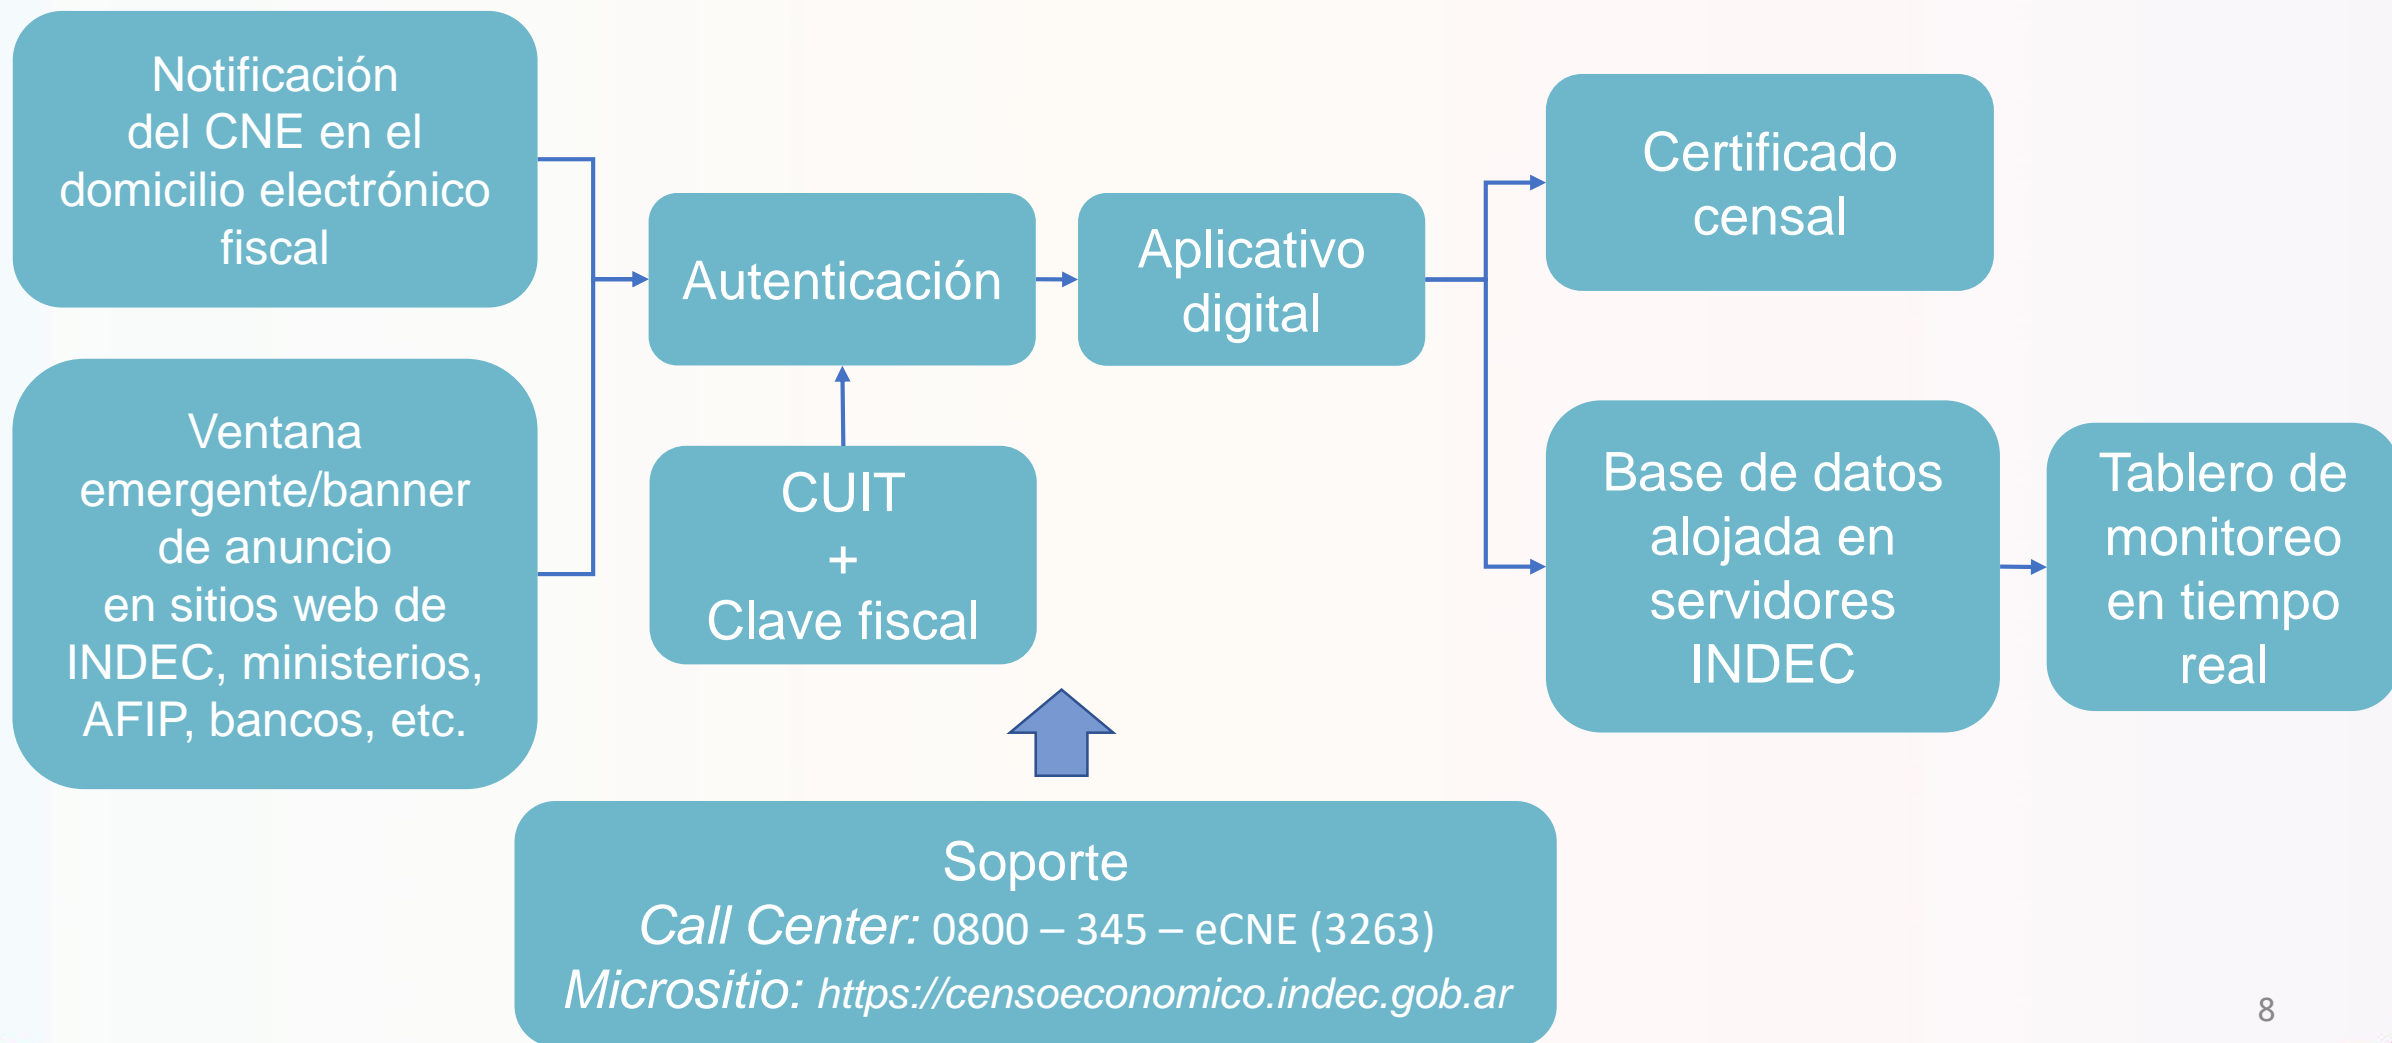 Notificación
del CNE en el
domicilio electrónico
fiscal
Ventana
emergente/banner
de anuncio
en sitios web de
INDEC, ministerios,
AFIP, bancos, etc.
Autenticación
CUIT
+
Clave fiscal
Aplicativo
digital
Certificado
censal
Base de datos
alojada en
servidores
INDEC
Tablero de
monitoreo
en tiempo
real
Soporte
Call Center: 0800 – 345 – eCNE (3263)
Micrositio: https://censoeconomico.indec.gob.ar
8